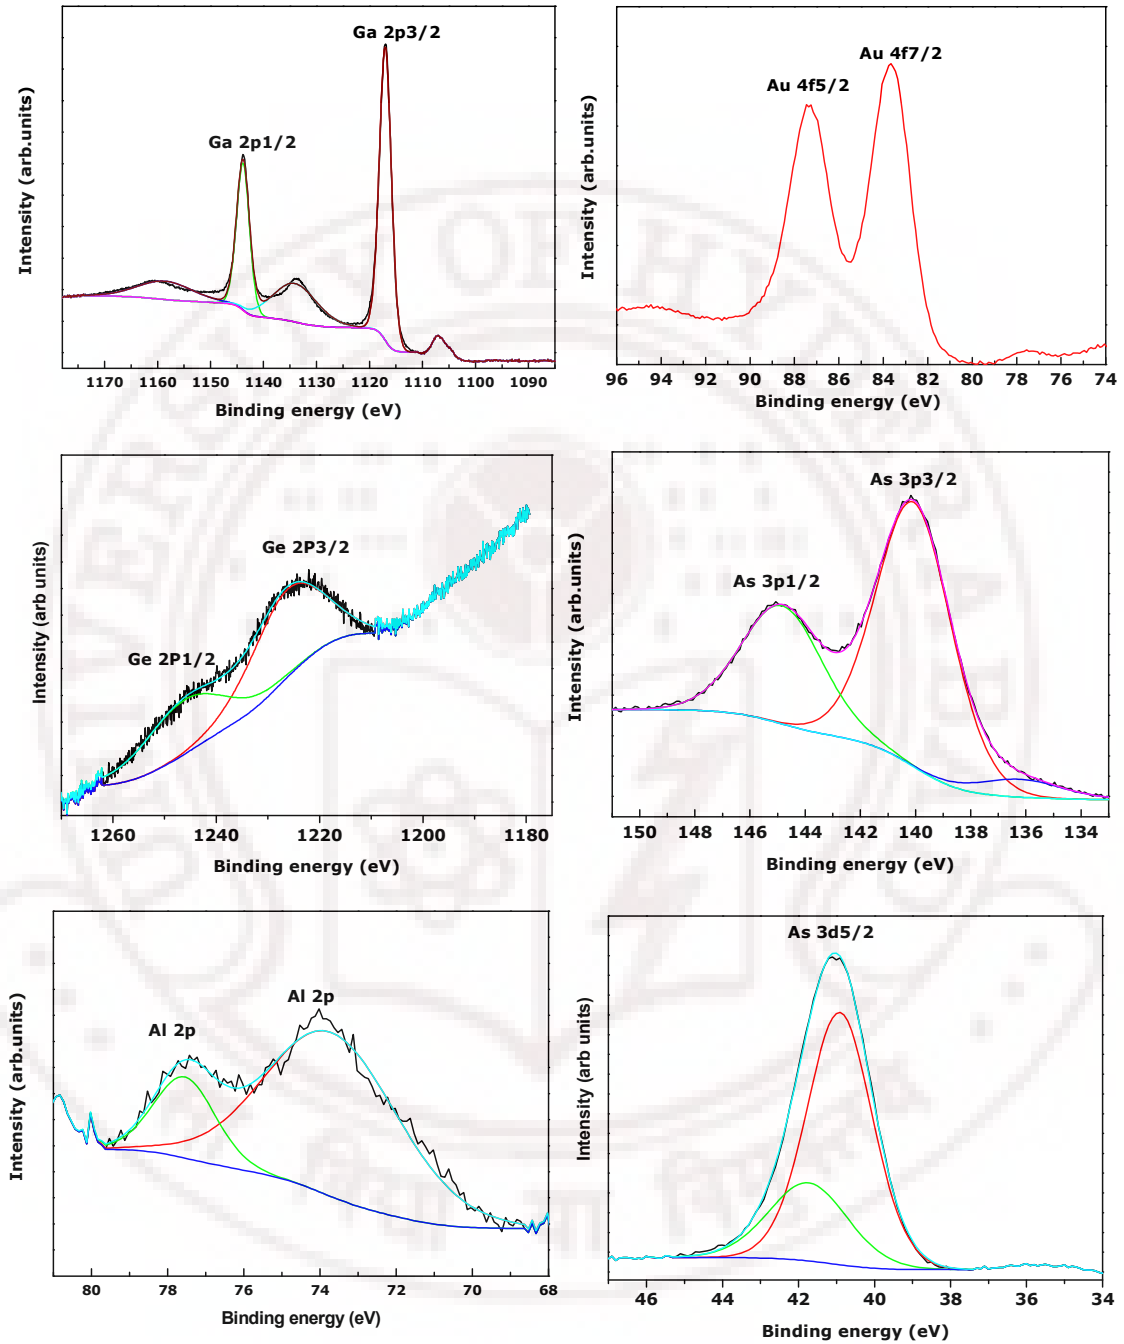 Ga 2p3/2
Ga 2p1/2
Intensity (arb.units)
1170 1160 1150 1140 1130 1120 1110 1100 1090
Binding energy (eV)
Au 4f7/2
Au 4f5/2
Intensity (arb.units)
96 94 92 90 88 86 84 82 80 78 76 74
Binding energy (eV)
Ge 2P3/2
Ge 2P1/2
Intensity (arb units)
1260 1240 1220 1200 1180
Binding energy (eV)
As 3p3/2
As 3p1/2
Intensity (arb.units)
150 148 146 144 142 140 138 136 134
Binding energy (eV)
Al 2p
Al 2p
Intensity (arb.units)
80 78 76 74 72 70 68
Binding energy (eV)
As 3d5/2
Intensity (arb units)
46 44 42 40 38 36 34
Binding energy (eV)